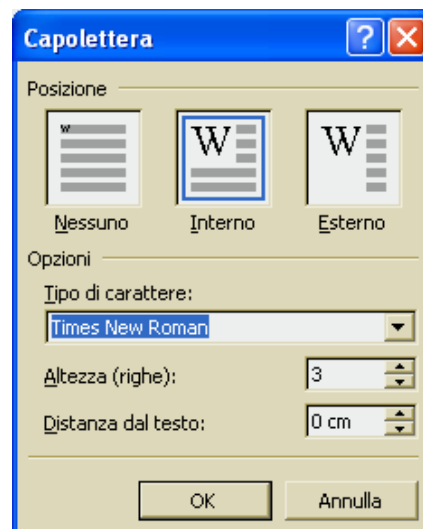 Capolettera
Posizione
W W W
Nessuno Interno Esterno
Opzioni
Tipo di carattere:
Times New Roman
Altezza (righe): 3
Distanza dal testo: 0 cm
OK Annulla